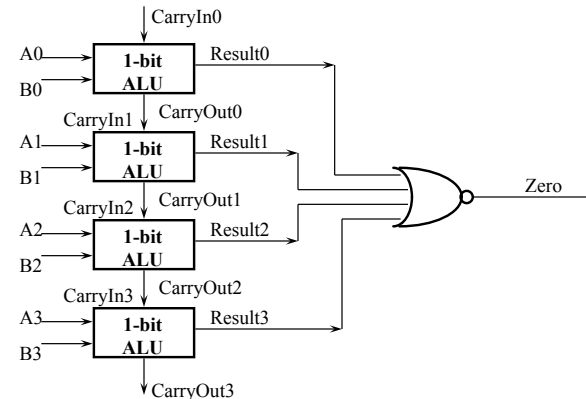 CarryIn0
A0
1-bit
ALU
Result0
B0
CarryOut0
CarryIn1
A1
1-bit
ALU
Result1
B1
CarryOut1
CarryIn2
A2
1-bit
ALU
Result2
B2
CarryOut2
CarryIn3
A3
1-bit
ALU
Result3
B3
CarryOut3
Zero